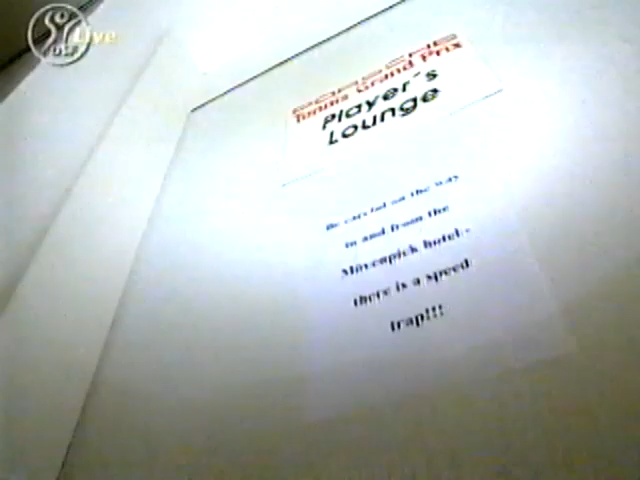 Live
PORSCHE
Tennis Grand Prix
Player's
Lounge
Be careful on the way
to and from the
Mövenpick hotel -
there is a speed
trap!!!